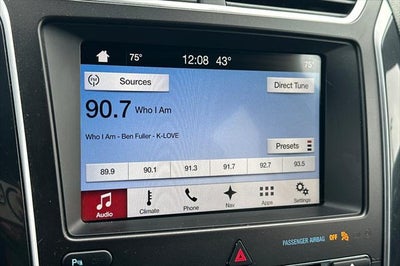 75° 12:08 43° 75°
FM Sources Direct Tune
90.7 Who I Am
Who I Am - Ben Fuller - K-LOVE
Presets
89.9 90.1 91.3 91.7 92.7 93.5
Audio Climate Phone Nav Apps Settings
PASSENGER AIRBAG OFF
P